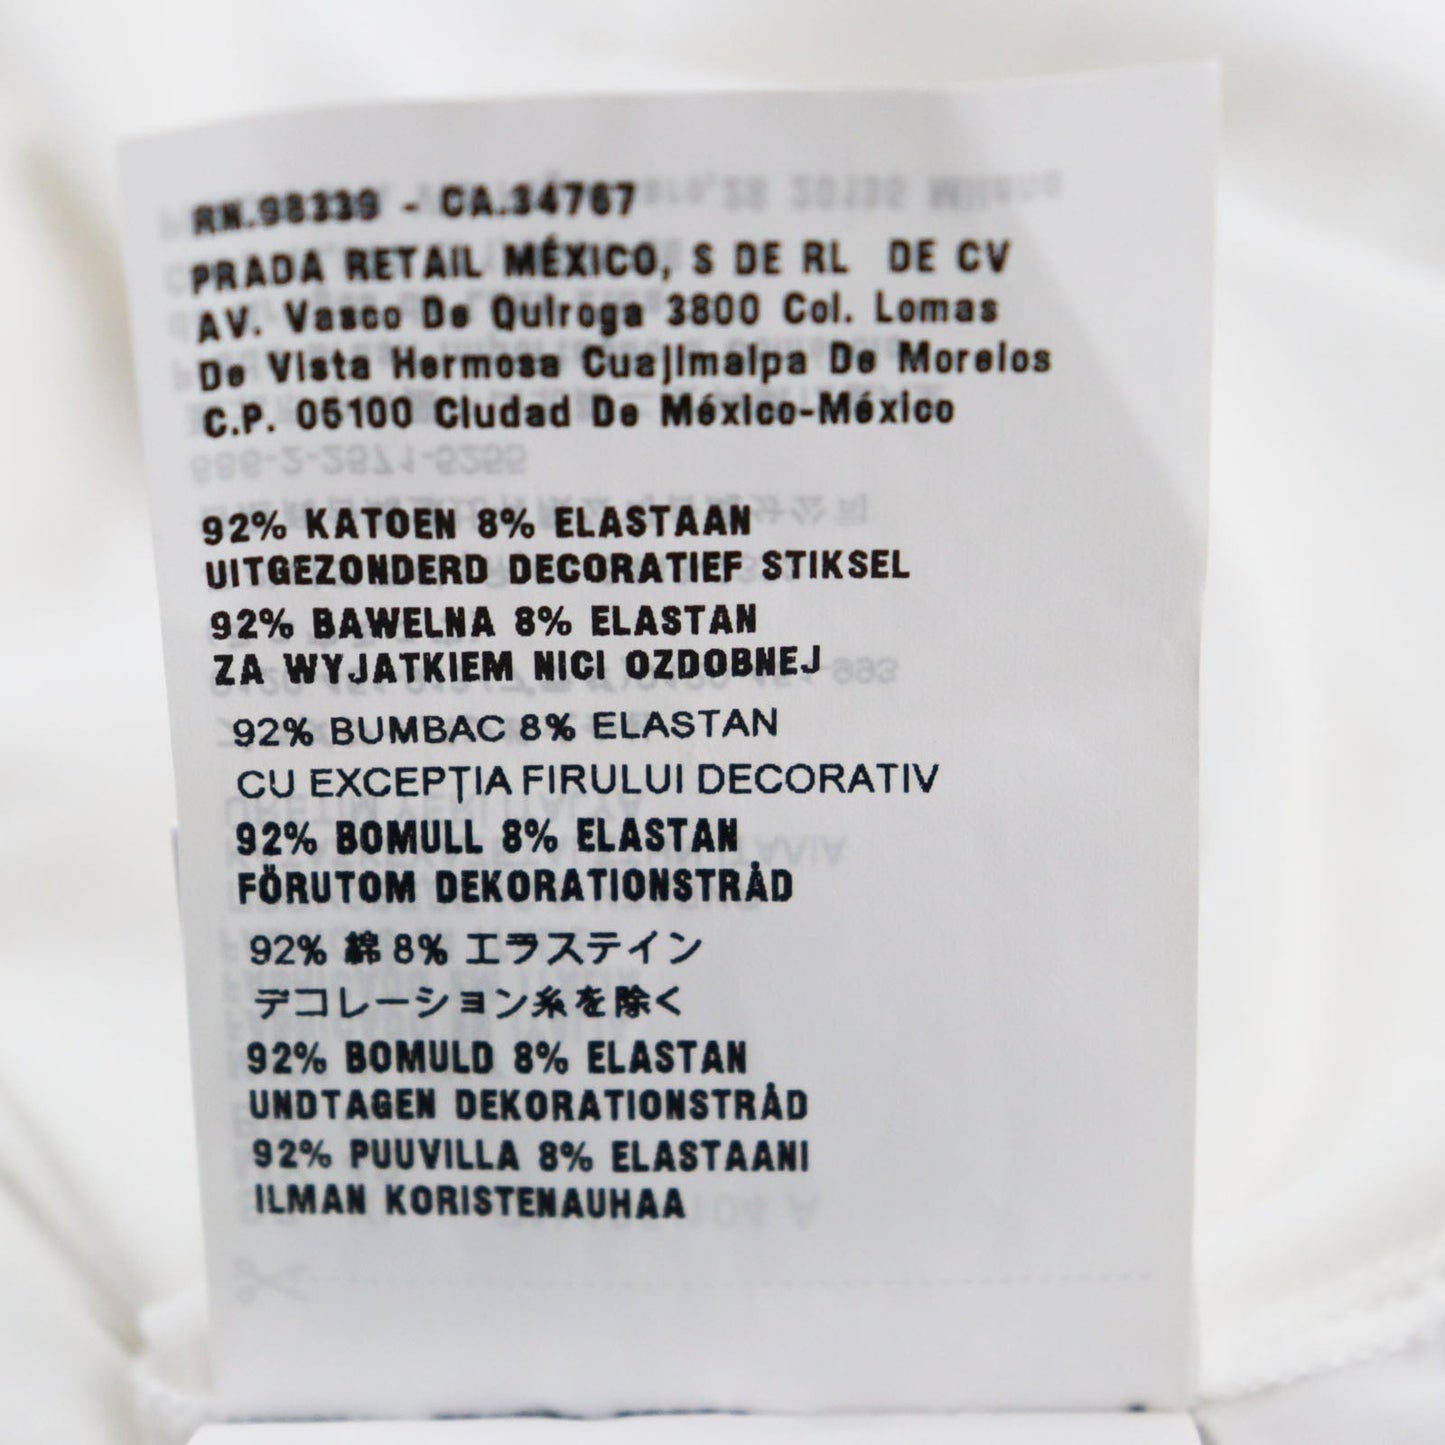 RN.98339 - CA.34767
PRADA RETAIL MÉXICO, S DE RL DE CV
AV. Vasco De Quiroga 3800 Col. Lomas
De Vista Hermosa Cuajimalpa De Morelos
C.P. 05100 Ciudad De México-México
92% KATOEN 8% ELASTAAN
UITGEZONDERD DECORATIEF STIKSEL
92% BAWELNA 8% ELASTAN
ZA WYJATKIEM NICI OZDOBNEJ
92% BUMBAC 8% ELASTAN
CU EXCEPŢIA FIRULUI DECORATIV
92% BOMULL 8% ELASTAN
FÖRUTOM DEKORATIONSTRÅD
92% 綿 8% エラステイン
デコレーション糸を除く
92% BOMULD 8% ELASTAN
UNDTAGEN DEKORATIONSTRÅD
92% PUUVILLA 8% ELASTAANI
ILMAN KORISTENAUHAA